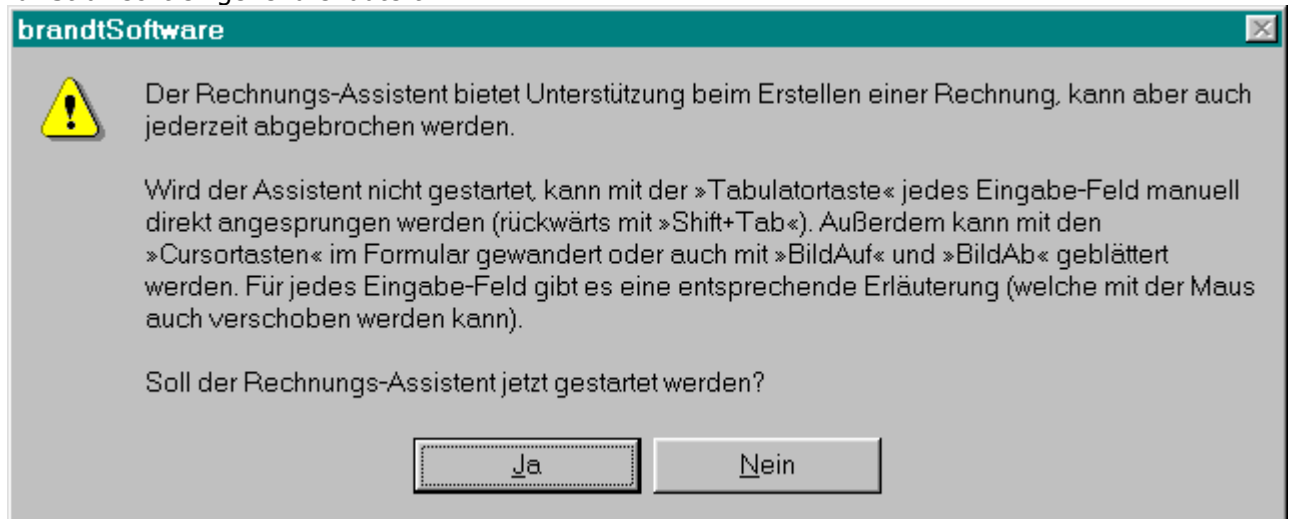 brandtSoftware
Der Rechnungs-Assistent bietet Unterstützung beim Erstellen einer Rechnung, kann aber auch
jederzeit abgebrochen werden.
Wird der Assistent nicht gestartet, kann mit der »Tabulatortaste« jedes Eingabe-Feld manuell
direkt angesprungen werden (rückwärts mit »Shift+Tab«). Außerdem kann mit den
»Cursortasten« im Formular gewandert oder auch mit »BildAuf« und »BildAb« geblättert
werden. Für jedes Eingabe-Feld gibt es eine entsprechende Erläuterung (welche mit der Maus
auch verschoben werden kann).
Soll der Rechnungs-Assistent jetzt gestartet werden?
Ja
Nein